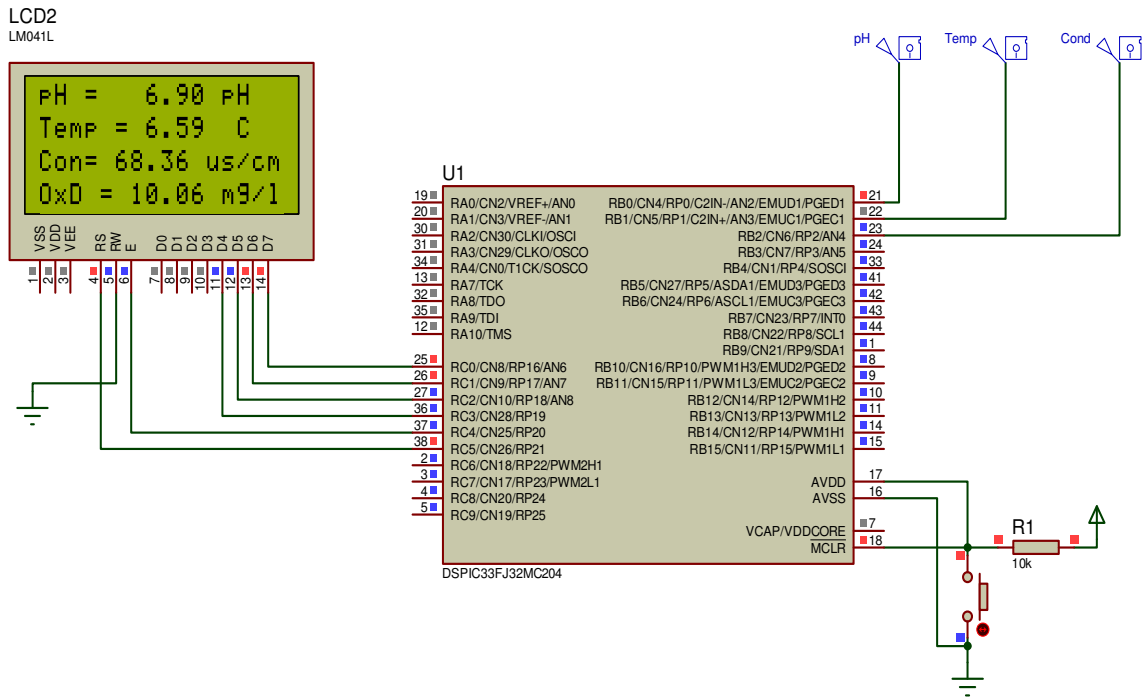 LCD2
LM041L
pH =   6.90 pH
Temp = 6.59  C
Con= 68.36 us/cm
OxD = 10.06 mg/l
VSS
VDD
VEE
RS
RW
E
D0
D1
D2
D3
D4
D5
D6
D7
1
2
3
4
5
6
7
8
9
10
11
12
13
14
pH
Temp
Cond
U1
19 RA0/CN2/VREF+/AN0
20 RA1/CN3/VREF-/AN1
30 RA2/CN30/CLKI/OSCI
31 RA3/CN29/CLKO/OSCO
34 RA4/CN0/T1CK/SOSCO
13 RA7/TCK
32 RA8/TDO
35 RA9/TDI
12 RA10/TMS
25 RC0/CN8/RP16/AN6
26 RC1/CN9/RP17/AN7
27 RC2/CN10/RP18/AN8
36 RC3/CN28/RP19
37 RC4/CN25/RP20
38 RC5/CN26/RP21
2 RC6/CN18/RP22/PWM2H1
3 RC7/CN17/RP23/PWM2L1
4 RC8/CN20/RP24
5 RC9/CN19/RP25
RB0/CN4/RP0/C2IN-/AN2/EMUD1/PGED1 21
RB1/CN5/RP1/C2IN+/AN3/EMUC1/PGEC1 22
RB2/CN6/RP2/AN4 23
RB3/CN7/RP3/AN5 24
RB4/CN1/RP4/SOSCI 33
RB5/CN27/RP5/ASDA1/EMUD3/PGED3 41
RB6/CN24/RP6/ASCL1/EMUC3/PGEC3 42
RB7/CN23/RP7/INT0 43
RB8/CN22/RP8/SCL1 44
RB9/CN21/RP9/SDA1 1
RB10/CN16/RP10/PWM1H3/EMUD2/PGED2 8
RB11/CN15/RP11/PWM1L3/EMUC2/PGEC2 9
RB12/CN14/RP12/PWM1H2 10
RB13/CN13/RP13/PWM1L2 11
RB14/CN12/RP14/PWM1H1 14
RB15/CN11/RP15/PWM1L1 15
AVDD 17
AVSS 16
VCAP/VDDCORE 7
MCLR 18
DSPIC33FJ32MC204
R1
10k